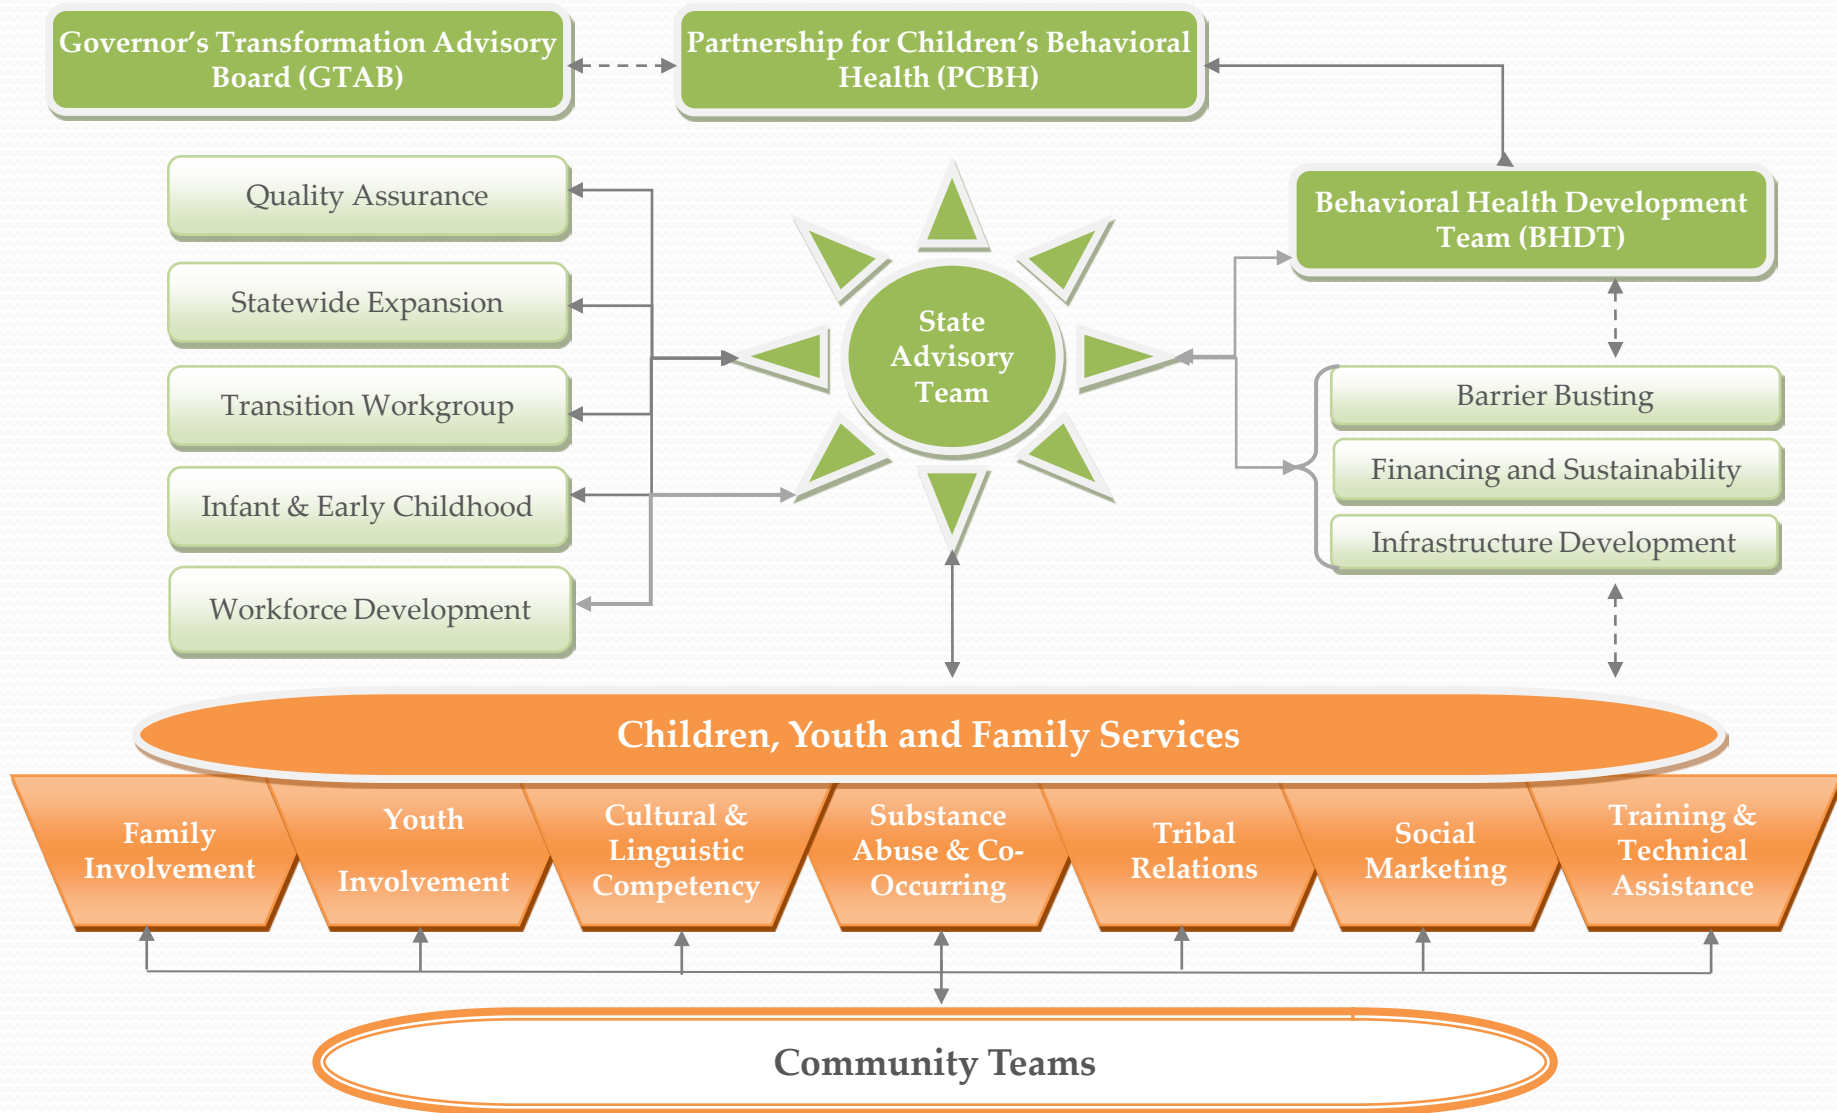 Governor’s Transformation Advisory
Board (GTAB)
Partnership for Children’s Behavioral
Health (PCBH)
Quality Assurance
Statewide Expansion
Transition Workgroup
Infant & Early Childhood
Workforce Development
State
Advisory
Team
Behavioral Health Development
Team (BHDT)
Barrier Busting
Financing and Sustainability
Infrastructure Development
Children, Youth and Family Services
Family
Involvement
Youth
Involvement
Cultural &
Linguistic
Competency
Substance
Abuse & Co-
Occurring
Tribal
Relations
Social
Marketing
Training &
Technical
Assistance
Community Teams